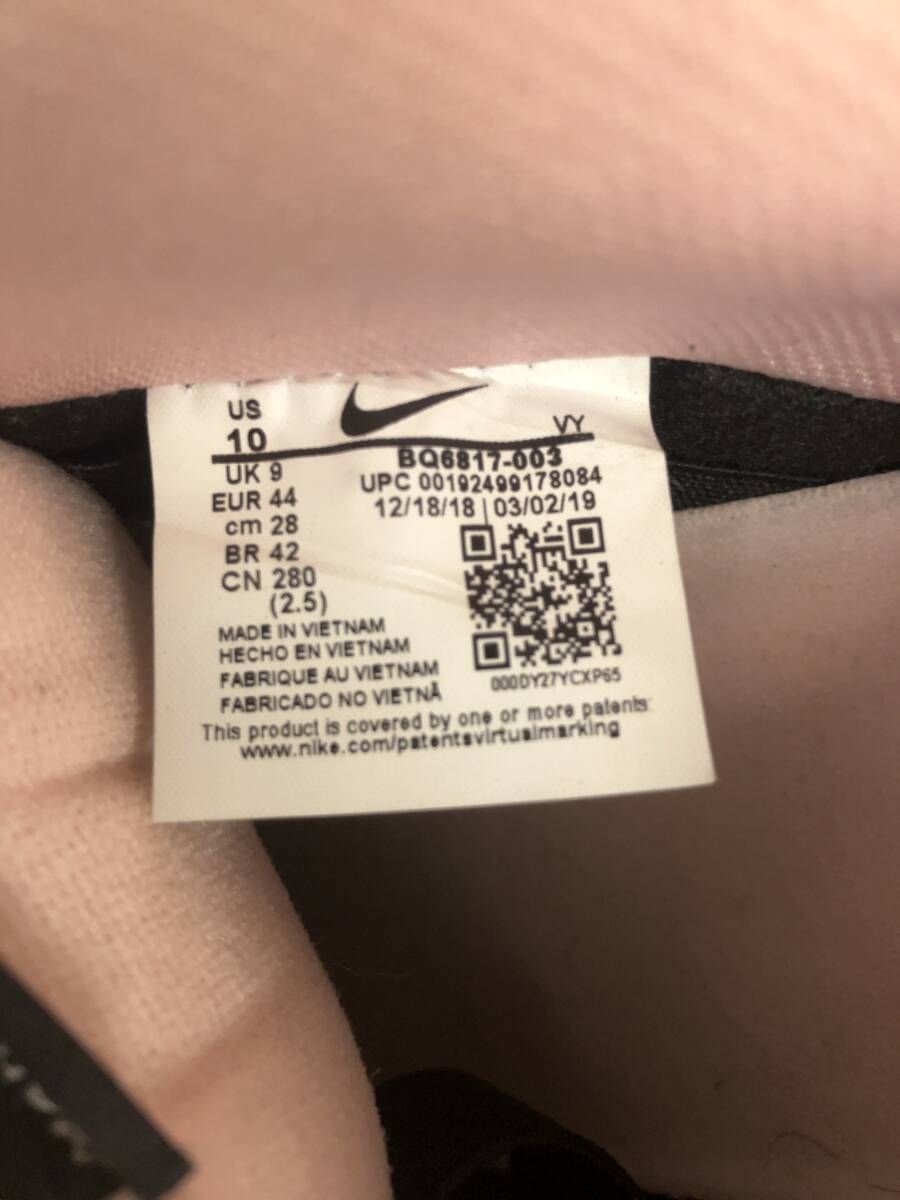 US
10
VY
UK 9
EUR 44
cm 28
BR 42
CN 280
(2.5)
BQ6817-003
UPC 00192499178084
12/18/18 | 03/02/19
MADE IN VIETNAM
HECHO EN VIETNAM
FABRIQUE AU VIETNAM
FABRICADO NO VIETNÃ
000DY27YCXP65
This product is covered by one or more patents:
www.nike.com/patentsvirtualmarking